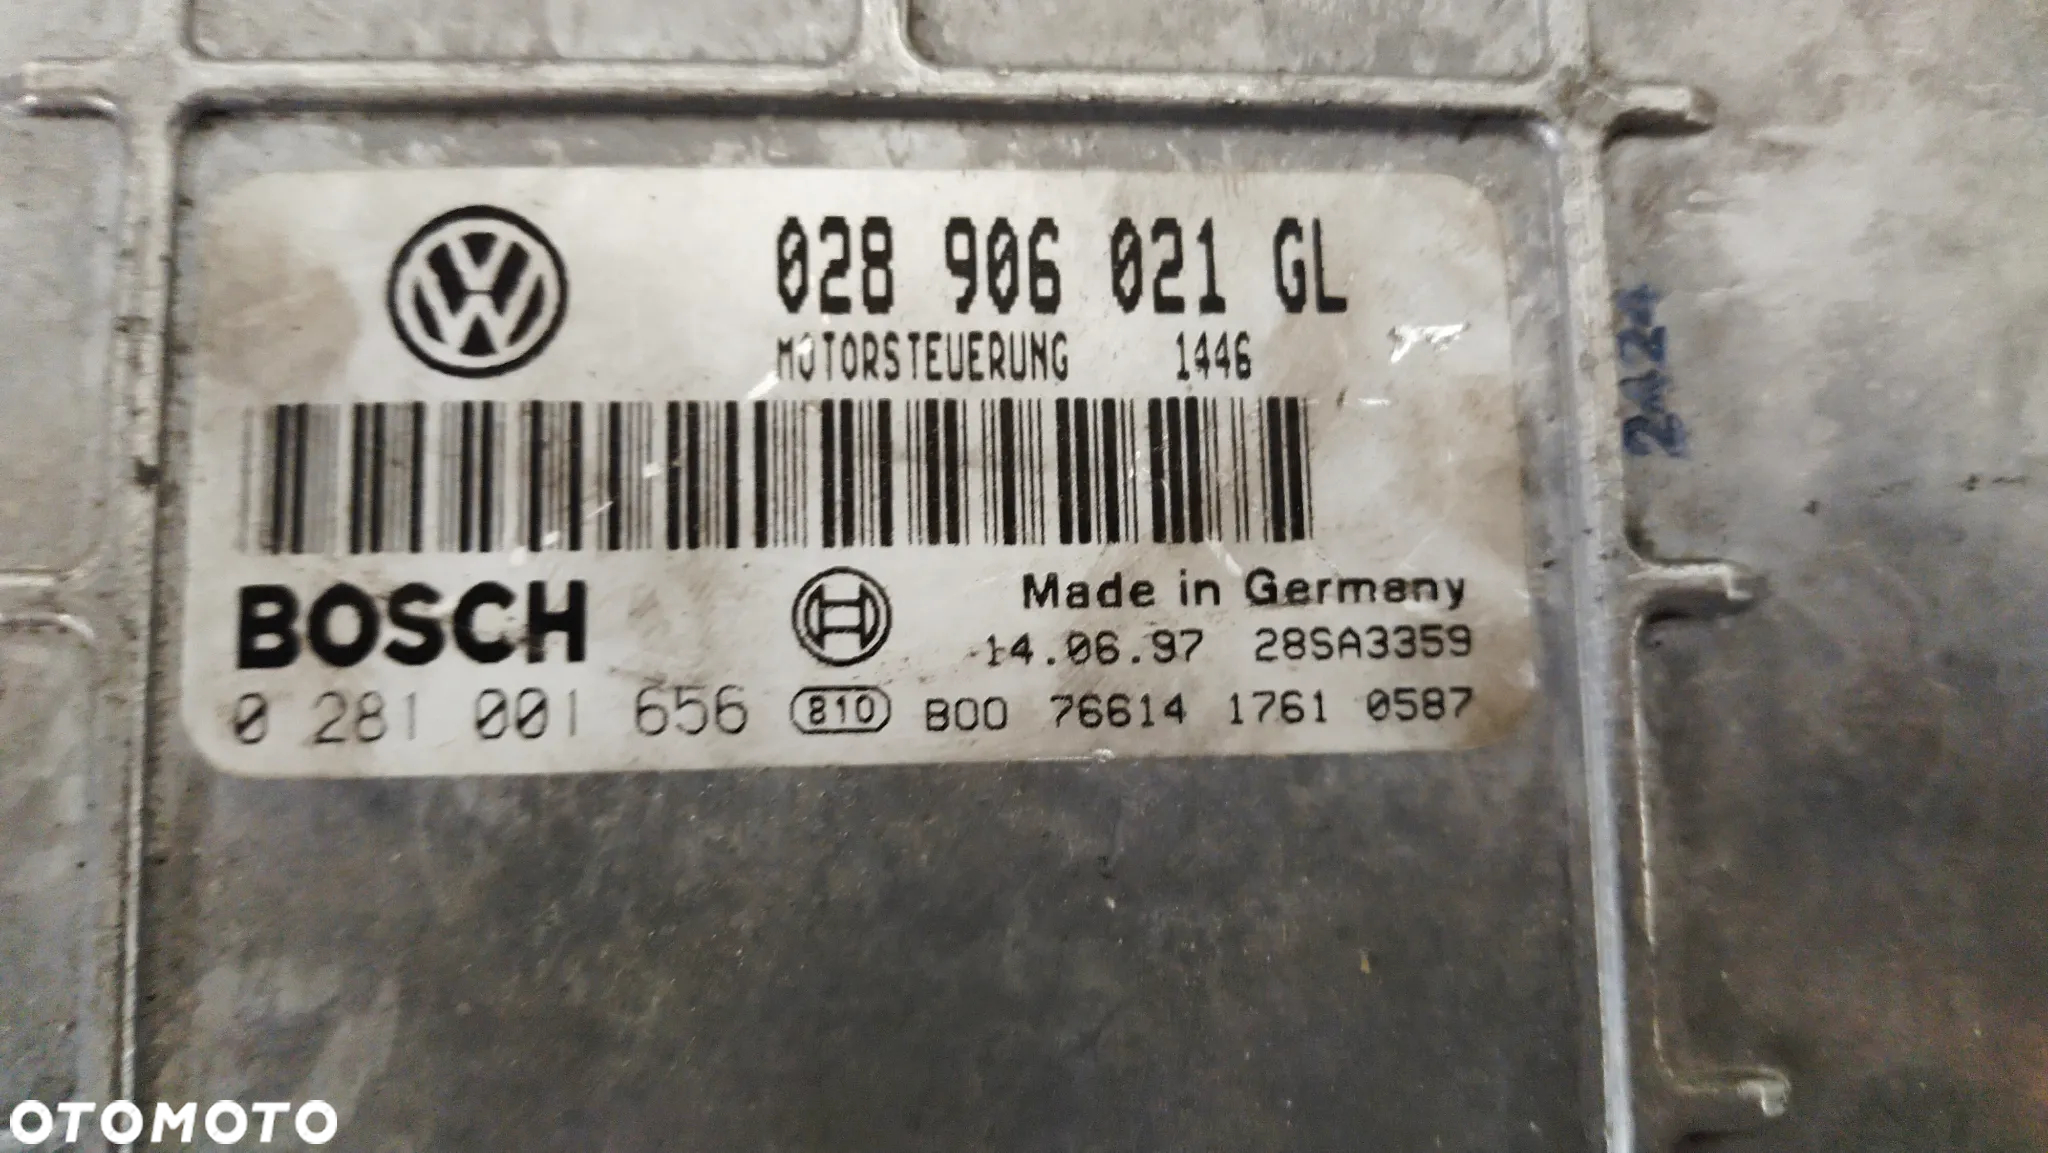 028 906 021 GL
MOTORSTEUERUNG 1446
BOSCH
Made in Germany
14.06.97 28SA3359
0 281 001 656 810 B00 76614 1761 0587
OTOMOTO